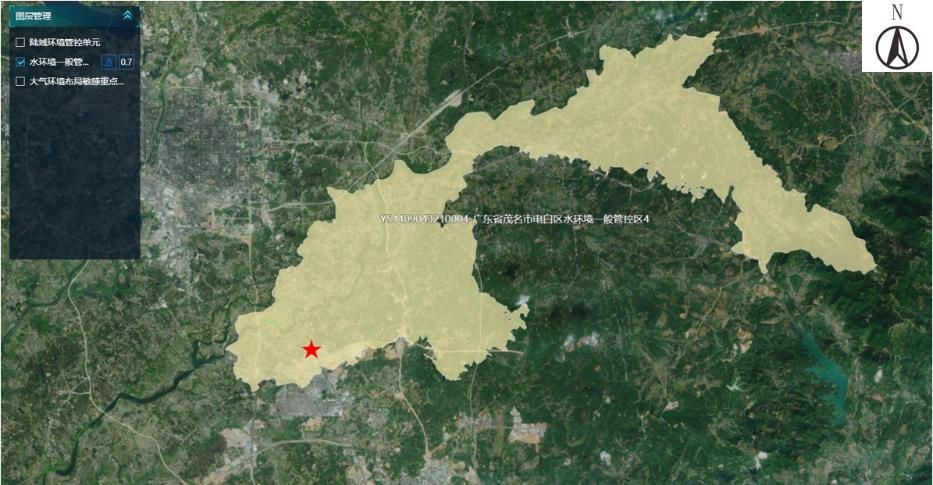 图层管理
N
陆域环境管控单元
水环境一般管... 0.7
大气环境布局敏感重点...
YS4409043210004-广东省茂名市电白区水环境一般管控区4